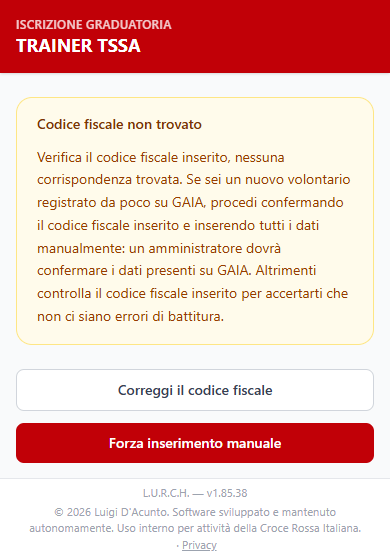 ISCRIZIONE GRADUATORIA
TRAINER TSSA
Codice fiscale non trovato
Verifica il codice fiscale inserito, nessuna
corrispondenza trovata. Se sei un nuovo volontario
registrato da poco su GAIA, procedi confermando
il codice fiscale inserito e inserendo tutti i dati
manualmente: un amministratore dovrà
confermare i dati presenti su GAIA. Altrimenti
controlla il codice fiscale inserito per accertarti che
non ci siano errori di battitura.
Correggi il codice fiscale
Forza inserimento manuale
L.U.R.C.H. — v1.85.38
© 2026 Luigi D'Acunto. Software sviluppato e mantenuto
autonomamente. Uso interno per attività della Croce Rossa Italiana.
· Privacy